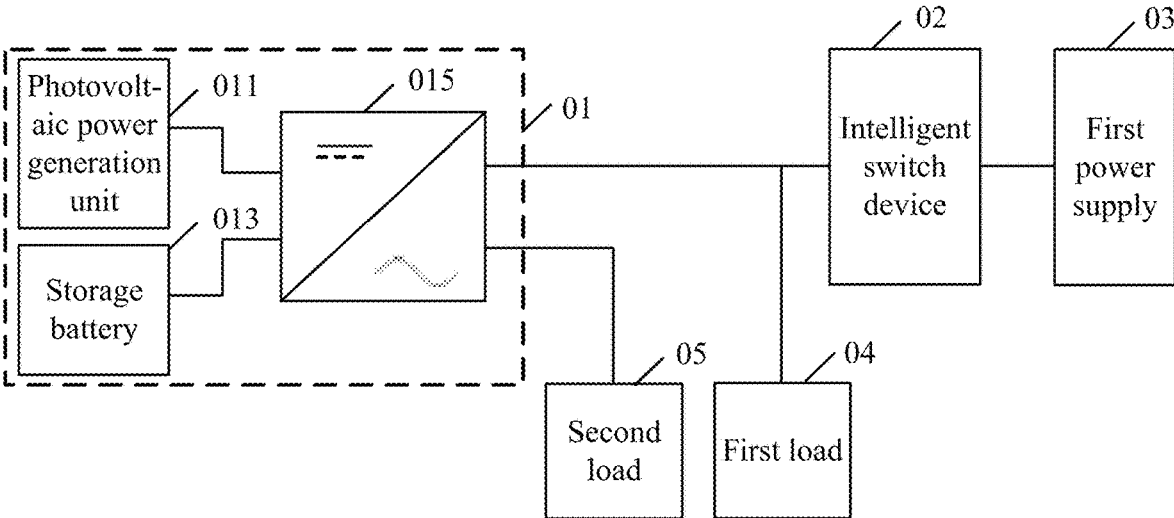 02
03
Photovolt-
aic power
generation
unit
011
015
01
Intelligent
switch
device
First
power
supply
013
Storage
battery
05
04
Second
load
First load